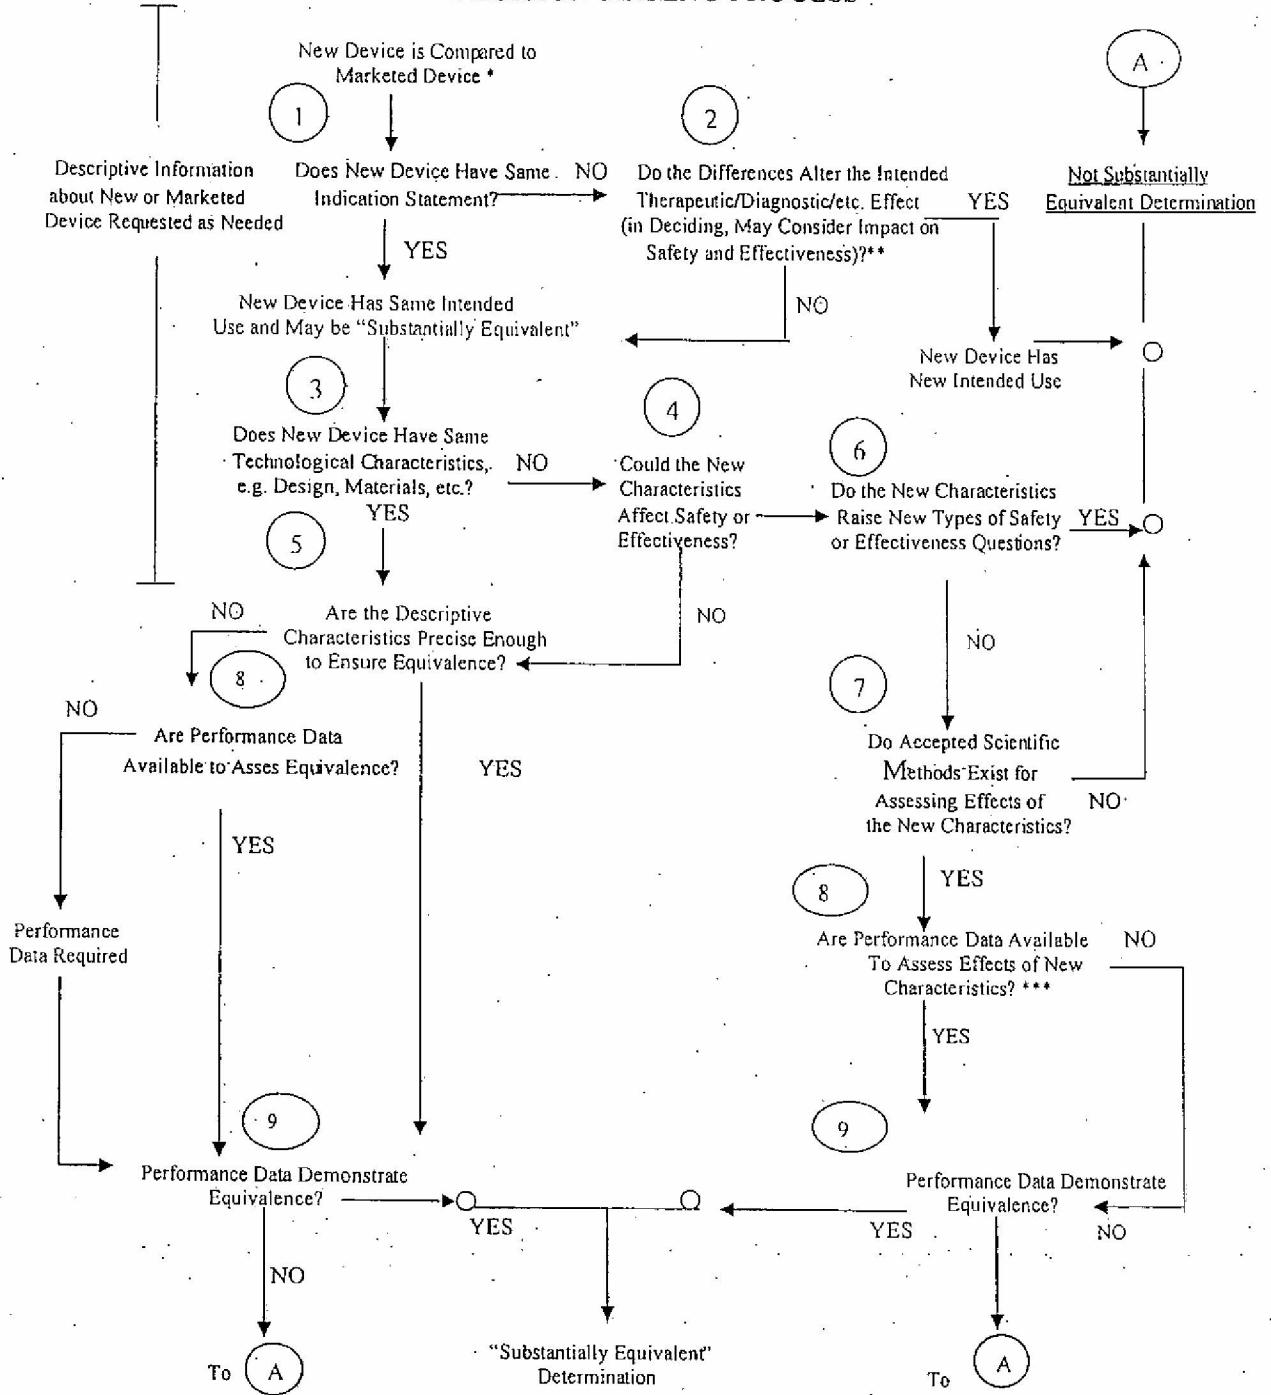 New Device is Compared to
Marketed Device *
A
1
2
Descriptive Information
about New or Marketed
Device Requested as Needed
Does New Device Have Same
Indication Statement?
NO
Do the Differences Alter the Intended
Therapeutic/Diagnostic/etc. Effect
(in Deciding, May Consider Impact on
Safety and Effectiveness)?**
YES
Not Substantially
Equivalent Determination
YES
NO
New Device Has Same Intended
Use and May be "Substantially Equivalent"
New Device Has
New Intended Use
3
4
6
Does New Device Have Same
Technological Characteristics,
e.g. Design, Materials, etc.?
NO
Could the New
Characteristics
Affect Safety or
Effectiveness?
Do the New Characteristics
Raise New Types of Safety
or Effectiveness Questions?
YES
YES
5
NO
Are the Descriptive
Characteristics Precise Enough
to Ensure Equivalence?
NO
NO
8
7
NO
Are Performance Data
Available to Asses Equivalence?
YES
Do Accepted Scientific
Methods Exist for
Assessing Effects of
the New Characteristics?
NO
YES
YES
8
Performance
Data Required
Are Performance Data Available
To Assess Effects of New
Characteristics? ***
NO
YES
9
9
Performance Data Demonstrate
Equivalence?
YES
Performance Data Demonstrate
Equivalence?
YES
NO
NO
To A
"Substantially Equivalent"
Determination
To A